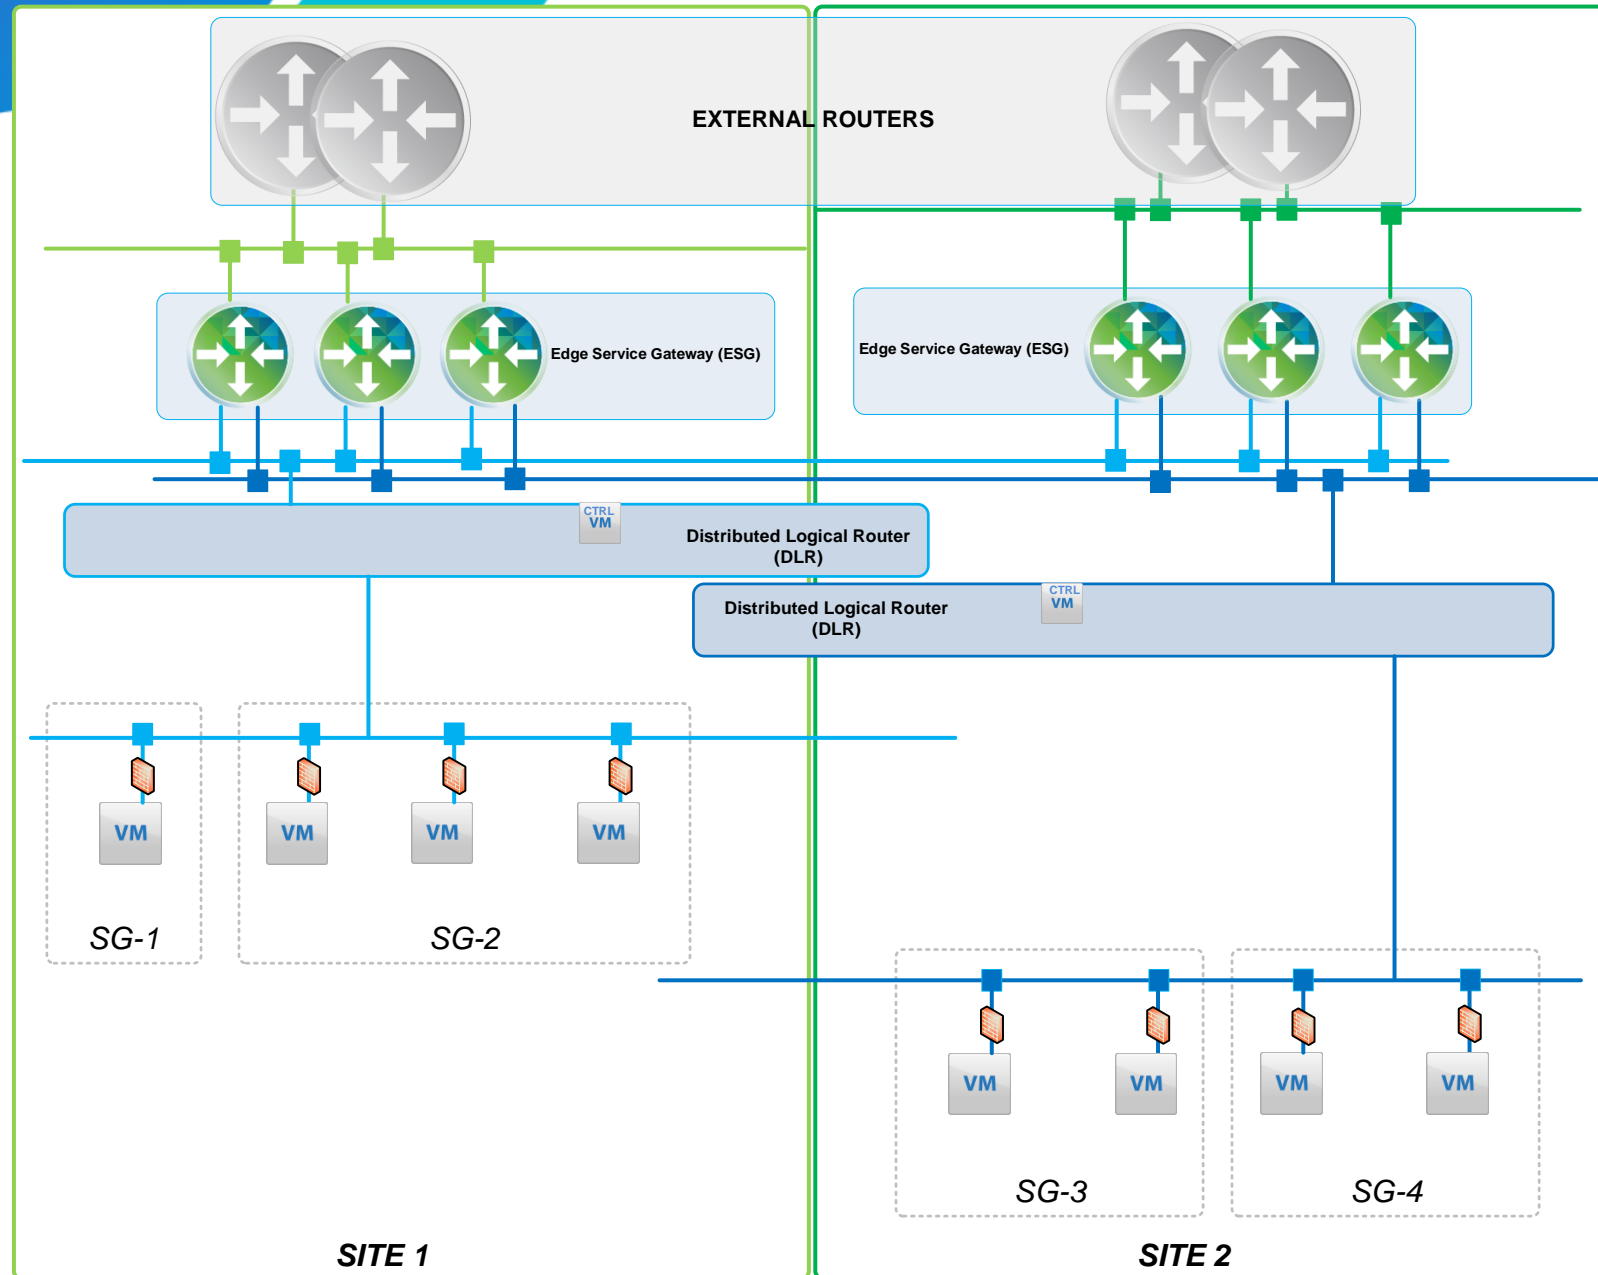 EXTERNAL ROUTERS
Edge Service Gateway (ESG)
Edge Service Gateway (ESG)
CTRL
VM
Distributed Logical Router
(DLR)
Distributed Logical Router
(DLR)
CTRL
VM
VM
VM
VM
VM
SG-1
SG-2
VM
VM
VM
VM
SG-3
SG-4
SITE 1
SITE 2